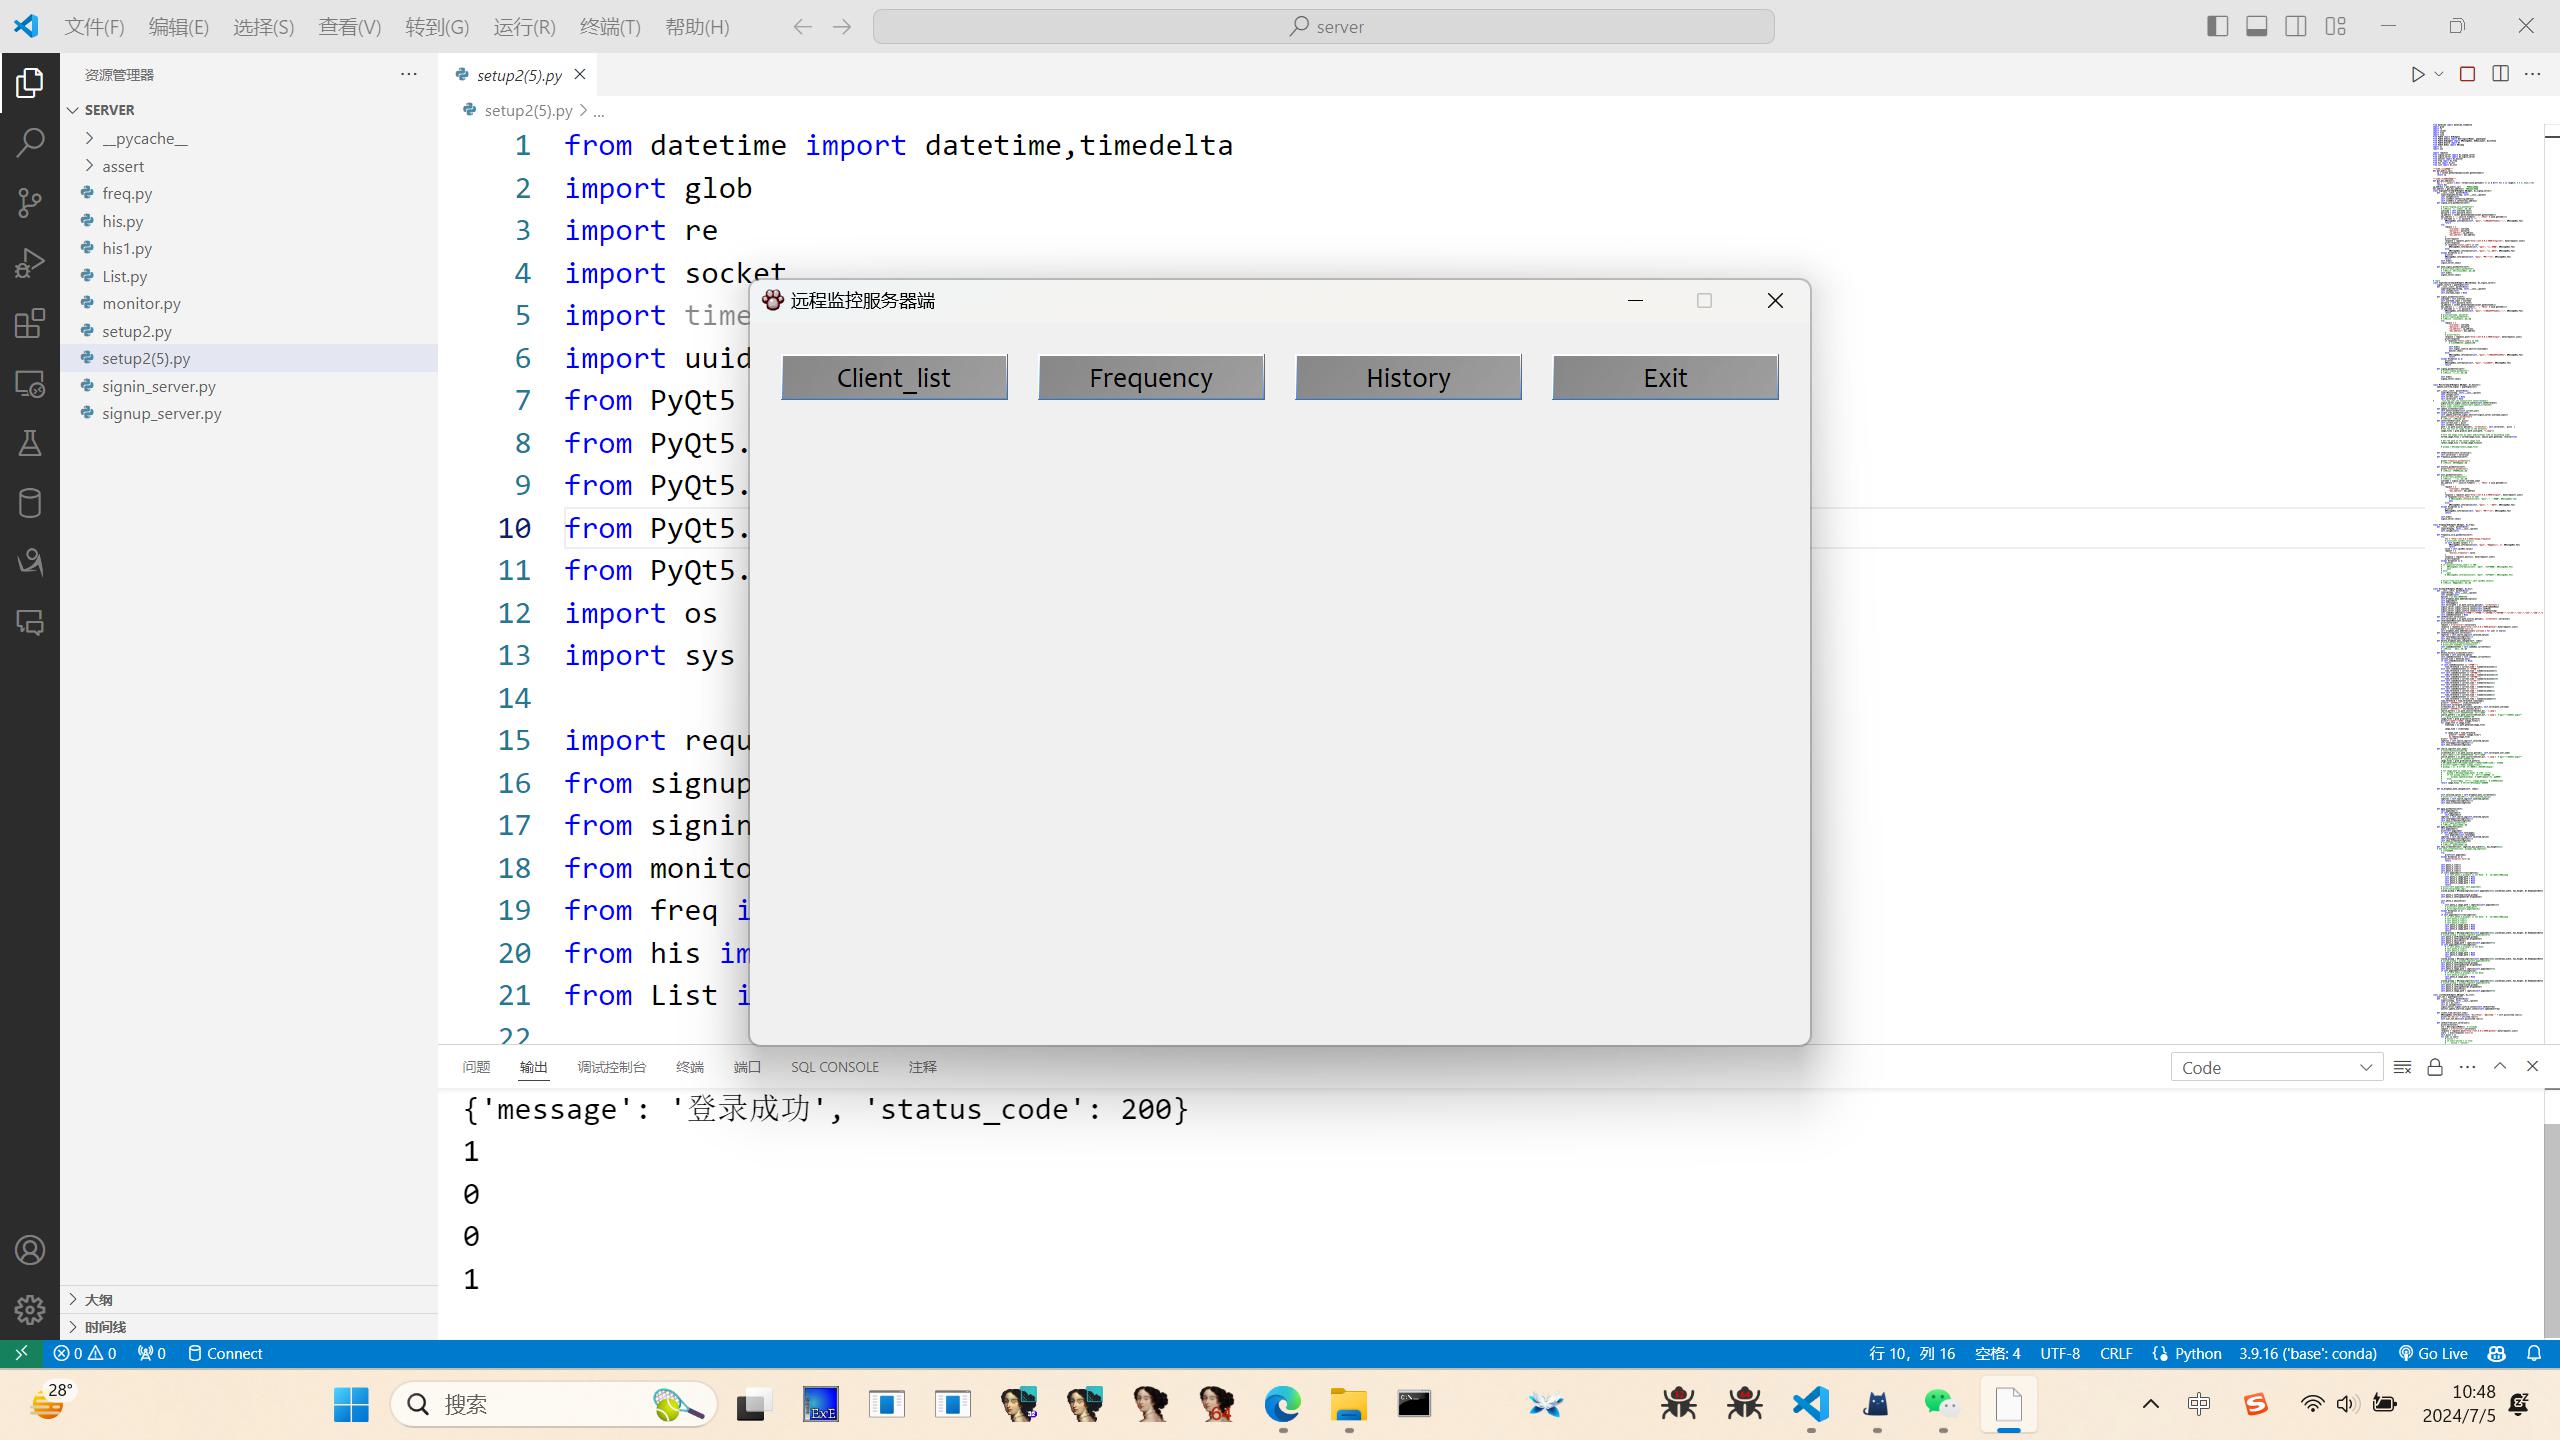 文件(F) 编辑(E) 选择(S) 查看(V) 转到(G) 运行(R) 终端(T) 帮助(H)
server
资源管理器
SERVER
__pycache__
assert
freq.py
his.py
his1.py
List.py
monitor.py
setup2.py
setup2(5).py
signin_server.py
signup_server.py
大纲
时间线
setup2(5).py
setup2(5).py > ...
1 from datetime import datetime,timedelta
2 import glob
3 import re
4 import socket
5 import time
6 import uuid
7 from PyQt5
8 from PyQt5.
9 from PyQt5.
10 from PyQt5.
11 from PyQt5.
12 import os
13 import sys
14
15 import requ
16 from signup
17 from signin
18 from monito
19 from freq i
20 from his im
21 from List i
22
远程监控服务器端
Client_list Frequency History Exit
问题 输出 调试控制台 终端 端口 SQL CONSOLE 注释
Code
{'message': '登录成功', 'status_code': 200}
1
0
0
1
0 0 0 Connect
行 10，列 16 空格: 4 UTF-8 CRLF Python 3.9.16 ('base': conda) Go Live
28°
搜索
ExE
32
64
中
10:48
2024/7/5